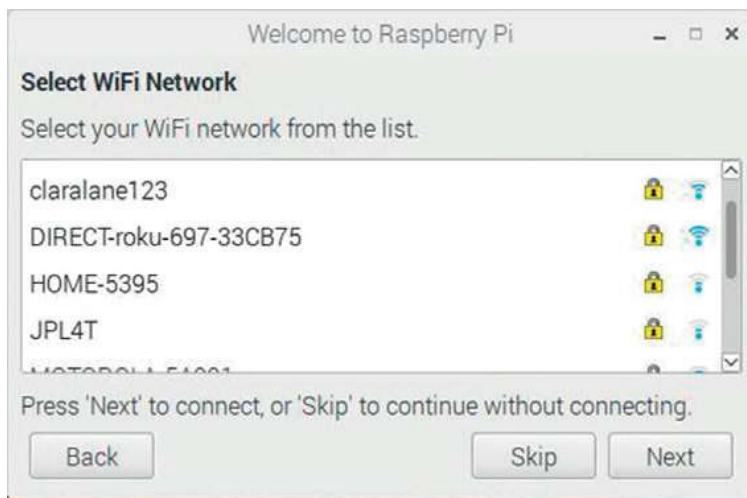 Welcome to Raspberry Pi
Select WiFi Network
Select your WiFi network from the list.
claralane123
DIRECT-roku-697-33CB75
HOME-5395
JPL4T
Press 'Next' to connect, or 'Skip' to continue without connecting.
Back Skip Next